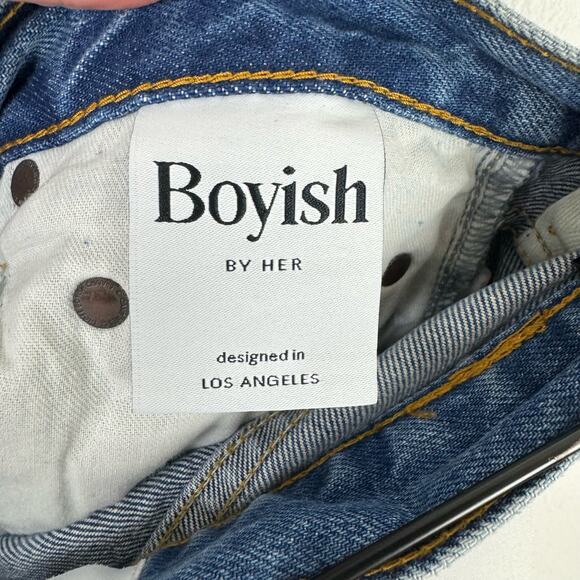 Boyish
BY HER
designed in
LOS ANGELES